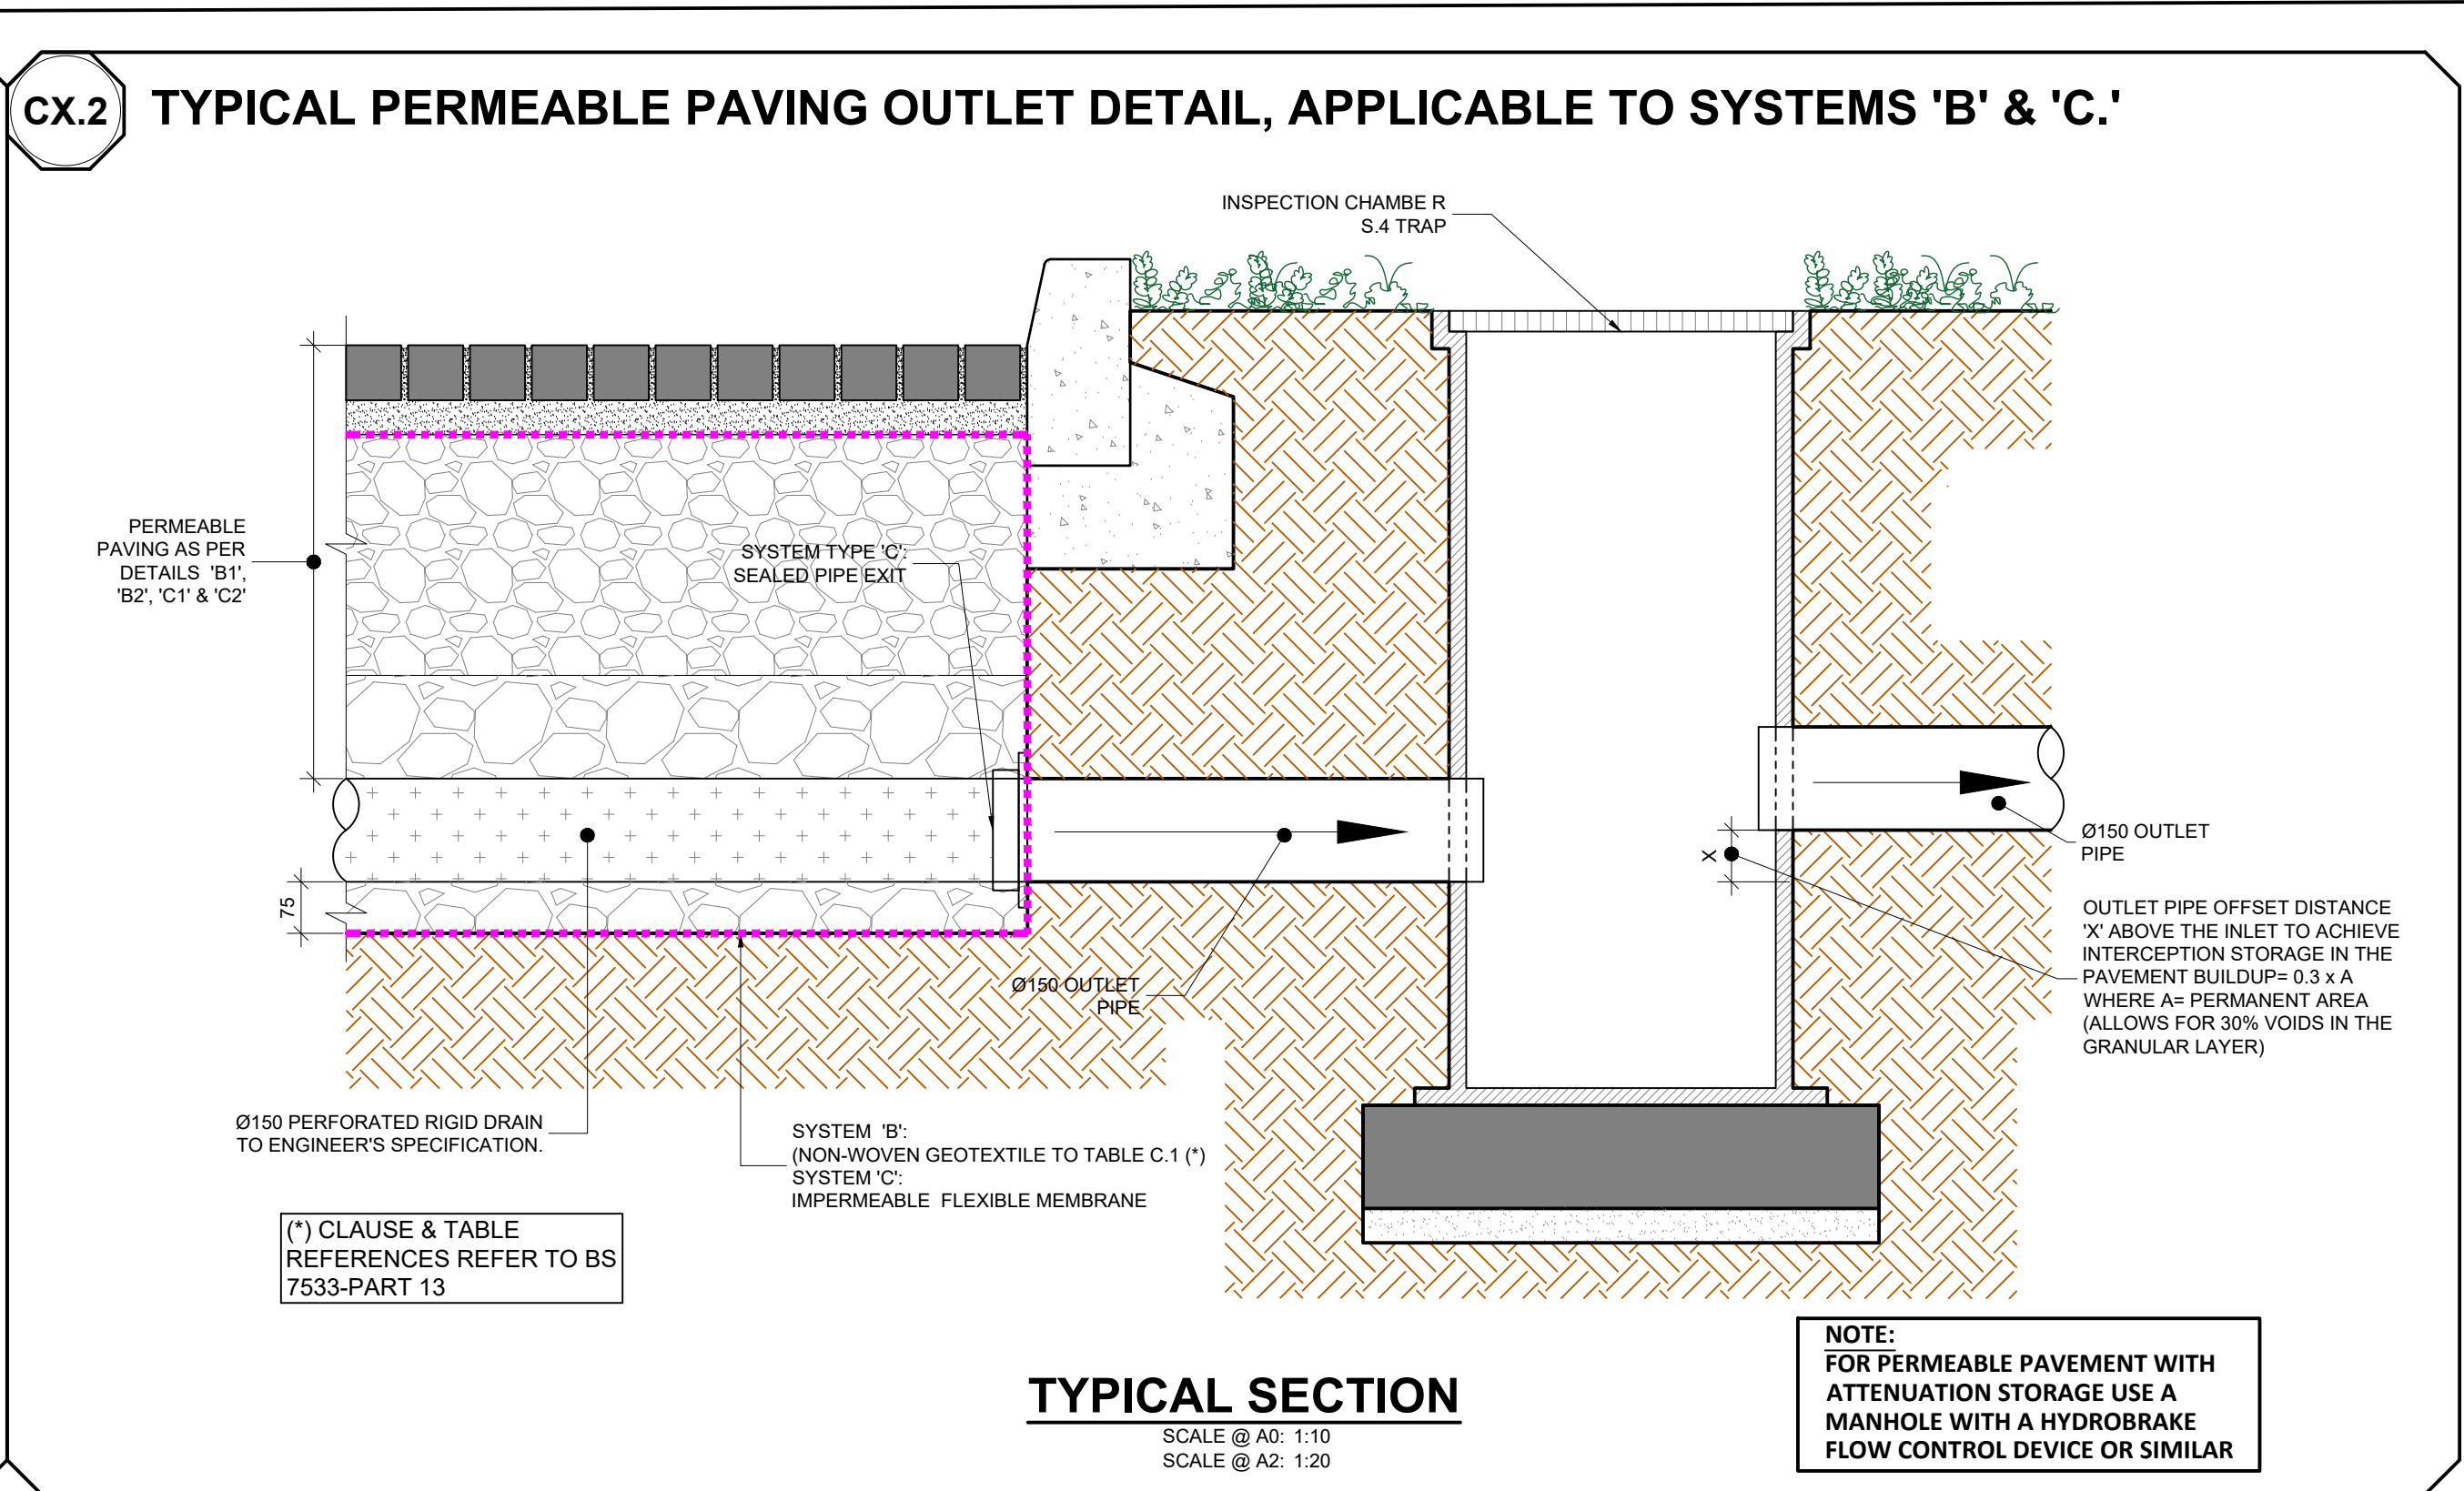 CX.2
TYPICAL PERMEABLE PAVING OUTLET DETAIL, APPLICABLE TO SYSTEMS 'B' & 'C.'
INSPECTION CHAMBE R
S.4 TRAP
PERMEABLE
PAVING AS PER
DETAILS 'B1',
'B2', 'C1' & 'C2'
SYSTEM TYPE 'C':
SEALED PIPE EXIT
75
X
Ø150 OUTLET
PIPE
OUTLET PIPE OFFSET DISTANCE
'X' ABOVE THE INLET TO ACHIEVE
INTERCEPTION STORAGE IN THE
PAVEMENT BUILDUP= 0.3 x A
WHERE A= PERMANENT AREA
(ALLOWS FOR 30% VOIDS IN THE
GRANULAR LAYER)
Ø150 OUTLET
PIPE
Ø150 PERFORATED RIGID DRAIN
TO ENGINEER'S SPECIFICATION.
SYSTEM 'B':
(NON-WOVEN GEOTEXTILE TO TABLE C.1 (*)
SYSTEM 'C':
IMPERMEABLE FLEXIBLE MEMBRANE
(*) CLAUSE & TABLE
REFERENCES REFER TO BS
7533-PART 13
TYPICAL SECTION
SCALE @ A0: 1:10
SCALE @ A2: 1:20
NOTE:
FOR PERMEABLE PAVEMENT WITH
ATTENUATION STORAGE USE A
MANHOLE WITH A HYDROBRAKE
FLOW CONTROL DEVICE OR SIMILAR